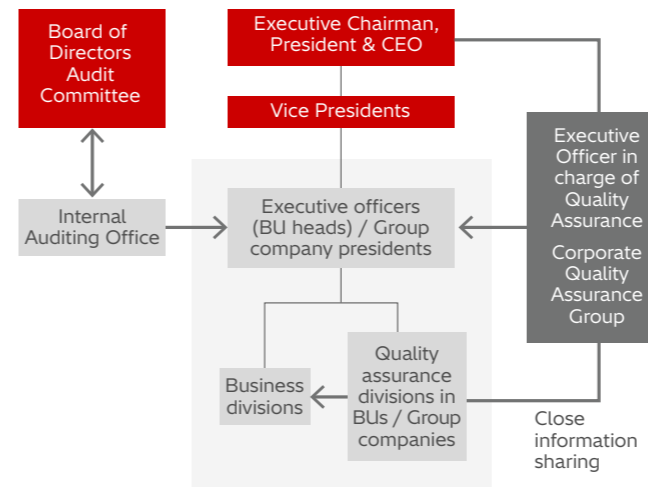 Board of
Directors
Audit
Committee
Executive Chairman,
President & CEO
Vice Presidents
Executive
Officer in
charge of
Quality
Assurance
Corporate
Quality
Assurance
Group
Internal
Auditing Office
Executive officers
(BU heads) / Group
company presidents
Business
divisions
Quality
assurance
divisions in
BUs / Group
companies
Close
information
sharing